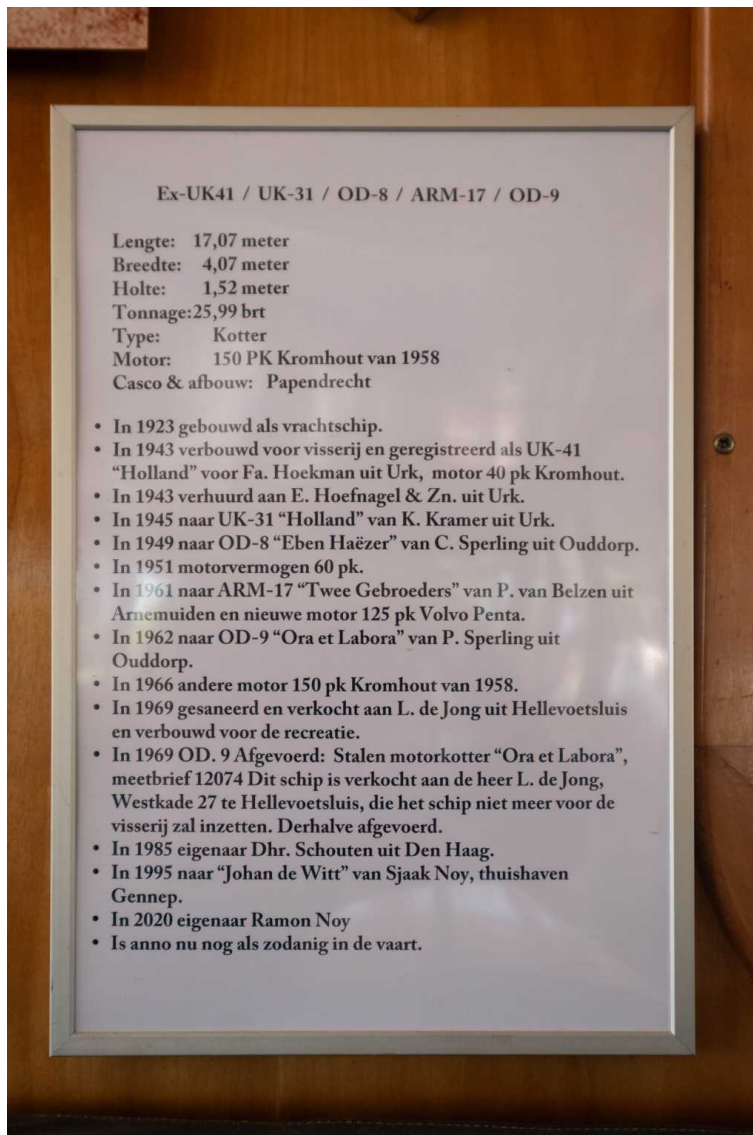 Ex-UK41 / UK-31 / OD-8 / ARM-17 / OD-9
Lengte: 17,07 meter
Breedte: 4,07 meter
Holte: 1,52 meter
Tonnage:25,99 brt
Type: Kotter
Motor: 150 PK Kromhout van 1958
Casco & afbouw: Papendrecht
• In 1923 gebouwd als vrachtschip.
• In 1943 verbouwd voor visserij en geregistreerd als UK-41
“Holland” voor Fa. Hoekman uit Urk, motor 40 pk Kromhout.
• In 1943 verhuurd aan E. Hoefnagel & Zn. uit Urk.
• In 1945 naar UK-31 “Holland” van K. Kramer uit Urk.
• In 1949 naar OD-8 “Eben Haëzer” van C. Sperling uit Ouddorp.
• In 1951 motorvermogen 60 pk.
• In 1961 naar ARM-17 “Twee Gebroeders” van P. van Belzen uit
Arnemuiden en nieuwe motor 125 pk Volvo Penta.
• In 1962 naar OD-9 “Ora et Labora” van P. Sperling uit
Ouddorp.
• In 1966 andere motor 150 pk Kromhout van 1958.
• In 1969 gesaneerd en verkocht aan L. de Jong uit Hellevoetsluis
en verbouwd voor de recreatie.
• In 1969 OD. 9 Afgevoerd: Stalen motorkotter “Ora et Labora”,
meetbrief 12074 Dit schip is verkocht aan de heer L. de Jong,
Westkade 27 te Hellevoetsluis, die het schip niet meer voor de
visserij zal inzetten. Derhalve afgevoerd.
• In 1985 eigenaar Dhr. Schouten uit Den Haag.
• In 1995 naar “Johan de Witt” van Sjaak Noy, thuishaven
Gennep.
• In 2020 eigenaar Ramon Noy
• Is anno nu nog als zodanig in de vaart.